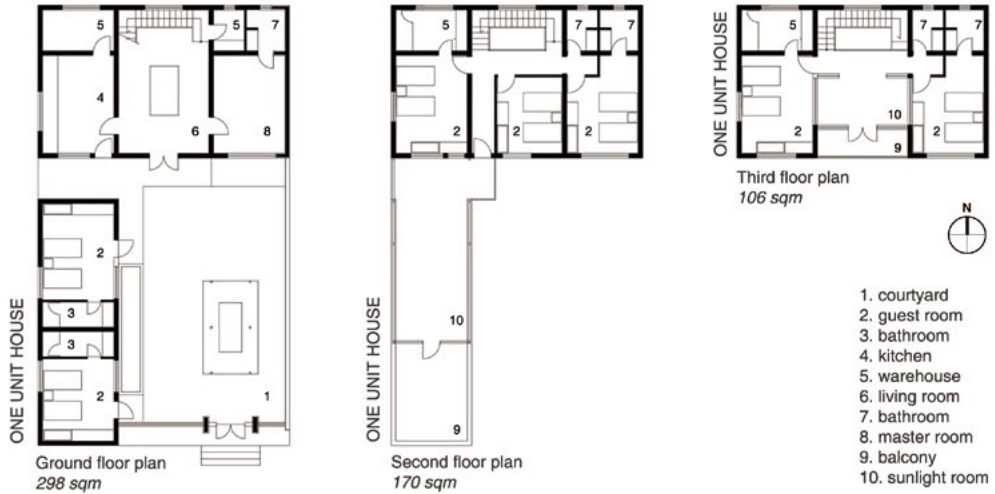 ONE UNIT HOUSE
5
5
7
4
6
8
2
3
3
2
1
Ground floor plan
298 sqm
ONE UNIT HOUSE
5
7
7
2
2
2
10
9
Second floor plan
170 sqm
ONE UNIT HOUSE
5
7
7
2
10
2
9
Third floor plan
106 sqm
N
1. courtyard
2. guest room
3. bathroom
4. kitchen
5. warehouse
6. living room
7. bathroom
8. master room
9. balcony
10. sunlight room